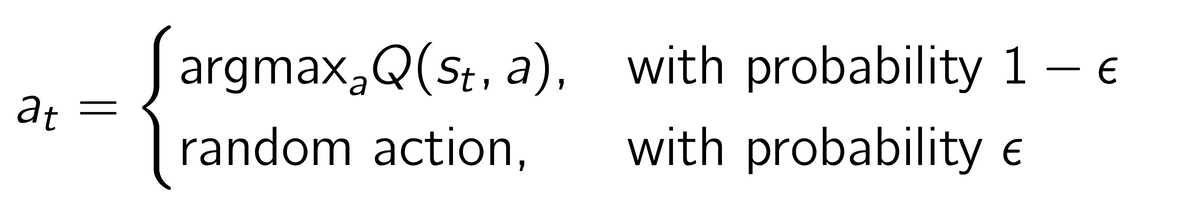 a_t = { argmax_a Q(s_t, a), with probability 1 − ϵ
random action, with probability ϵ